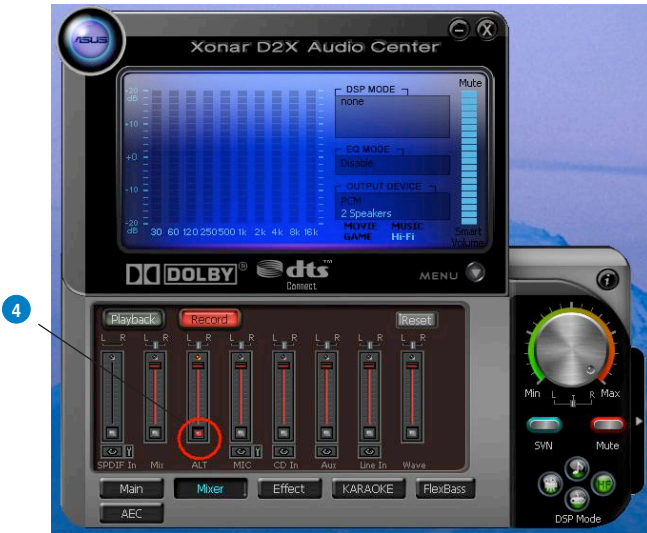 ASUS
Xonar D2X Audio Center
+20
dB
+10
+0
-10
-20
dB
30 60 120 250 500 1k 2k 4k 8k 16k
DSP MODE
none
EQ MODE
Disable
OUTPUT DEVICE
PCM
2 Speakers
MOVIE MUSIC
GAME Hi-Fi
Mute
Smart
Volume
DOLBY®
dts™
Connect
MENU
4
Playback Record Reset
L R L R L R L R L R L R L R L R
SPDIF In Mix ALT MIC CD In Aux Line In Wave
Main Mixer Effect KARAOKE FlexBass
AEC
i
Min L R Max
SVN Mute
HF
DSP Mode